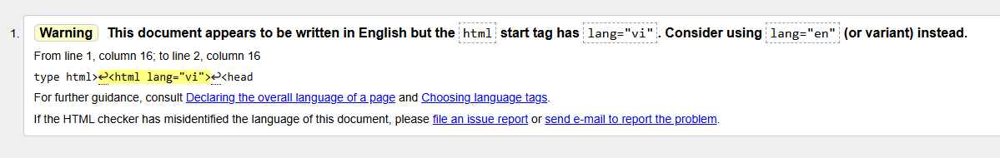 1. Warning This document appears to be written in English but the html start tag has lang="vi". Consider using lang="en" (or variant) instead.
From line 1, column 16; to line 2, column 16
type html>↩<html lang="vi">↩<head
For further guidance, consult Declaring the overall language of a page and Choosing language tags.
If the HTML checker has misidentified the language of this document, please file an issue report or send e-mail to report the problem.